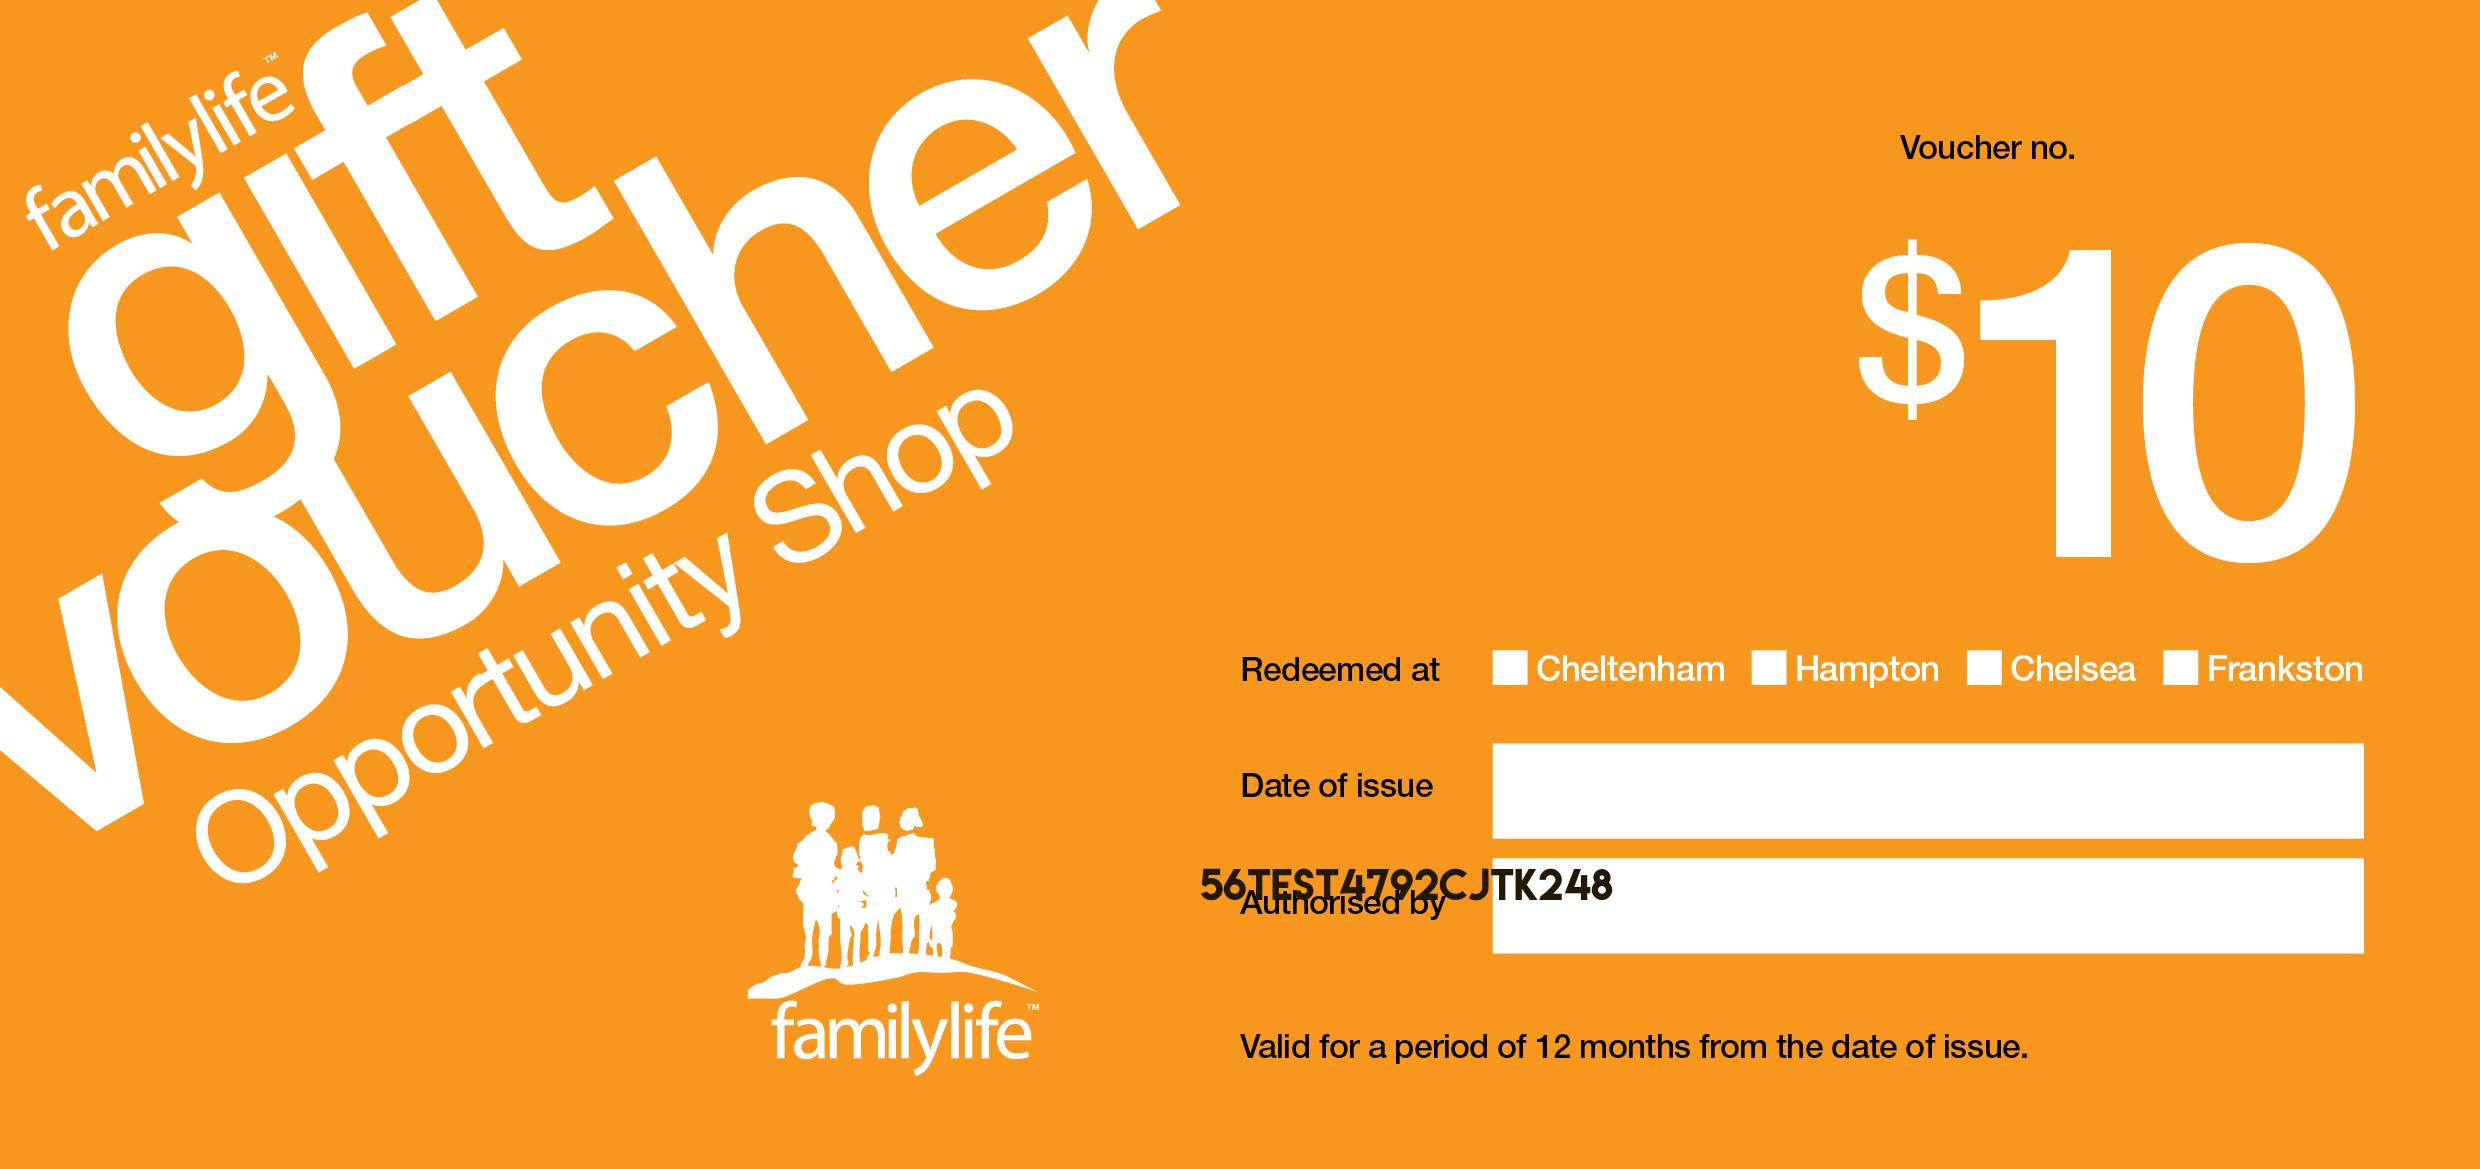 familylife™
gift
voucher
Opportunity Shop
Voucher no.
$10
Redeemed at Cheltenham Hampton Chelsea Frankston
Date of issue
56TEST4792CJTK248
Authorised by
familylife™
Valid for a period of 12 months from the date of issue.